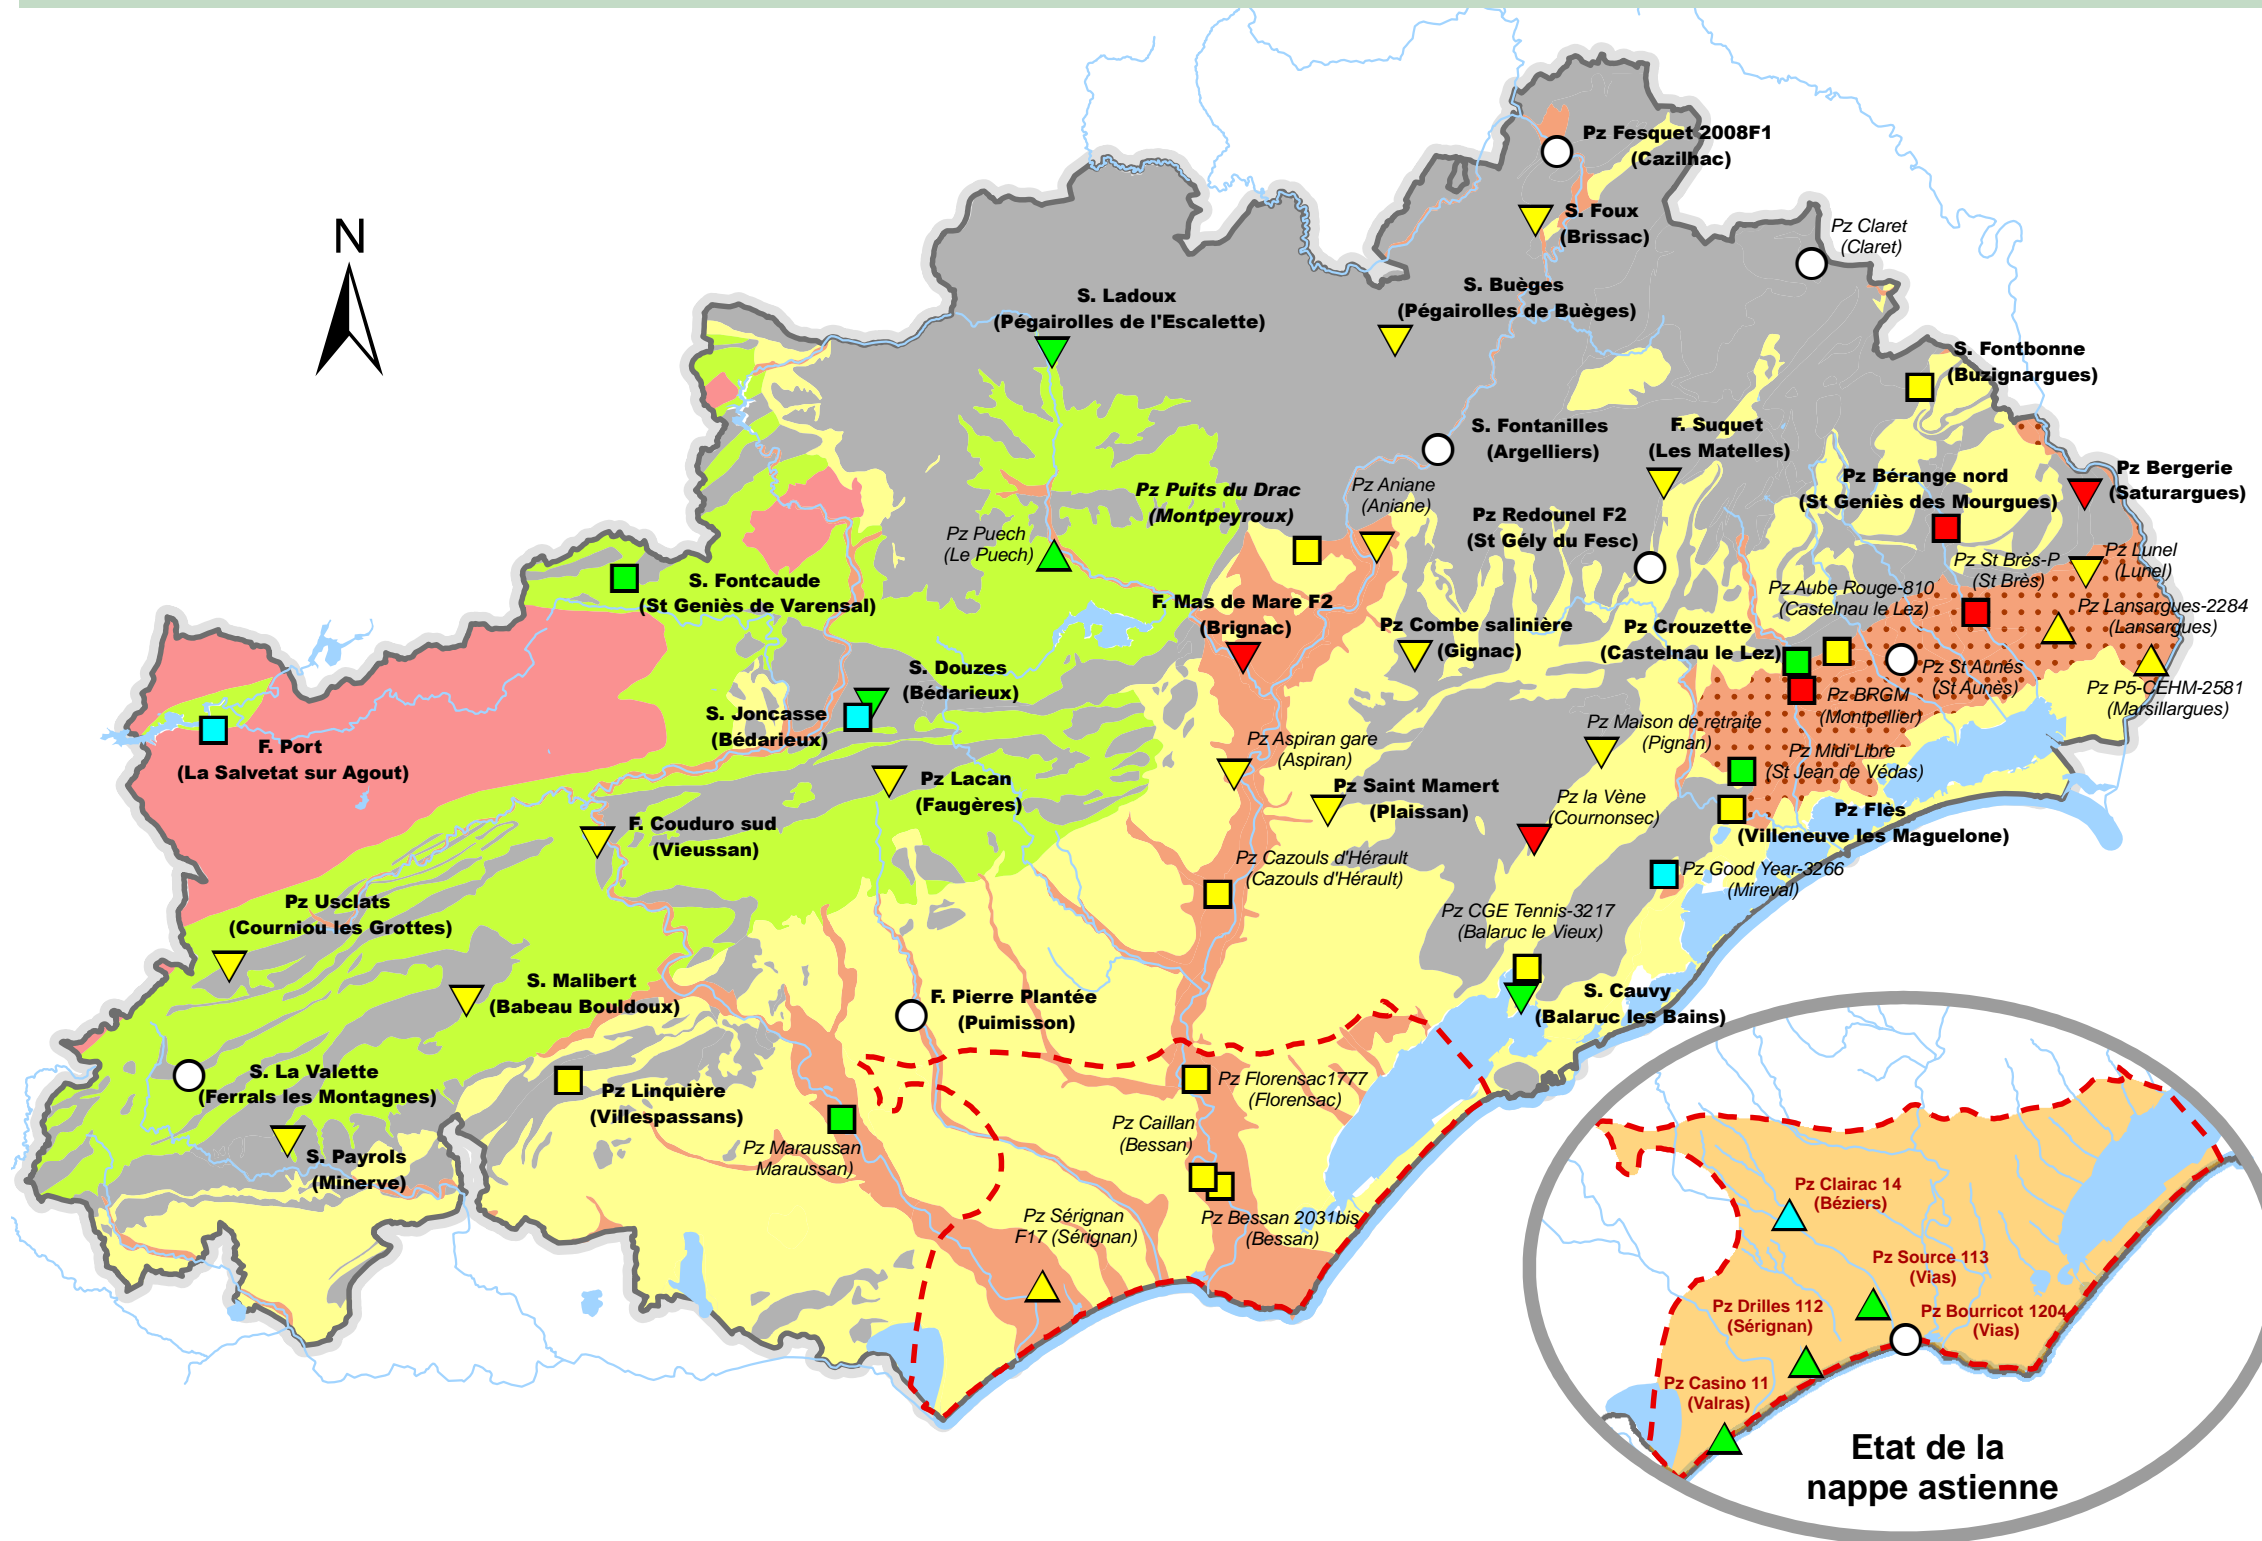 N
Pz Fesquet 2008F1
(Cazilhac)
S. Foux
(Brissac)
Pz Claret
(Claret)
S. Buèges
(Pégairolles de Buèges)
S. Ladoux
(Pégairolles de l'Escalette)
S. Fontbonne
(Buzignargues)
S. Fontanilles
(Argelliers)
F. Suquet
(Les Matelles)
Pz Bérange nord
(St Geniès des Mourgues)
Pz Bergerie
(Saturargues)
Pz Puits du Drac
(Montpeyroux)
Pz Aniane
(Aniane)
Pz Redounel F2
(St Gély du Fesc)
Pz Puech
(Le Puech)
Pz St Brès-P
(St Brès)
Pz Lunel
(Lunel)
S. Fontcaude
(St Geniès de Varensal)
Pz Aube Rouge-810
(Castelnau le Lez)
Pz Lansargues-2284
(Lansargues)
F. Mas de Mare F2
(Brignac)
Pz Combe salinière
(Gignac)
Pz Crouzette
(Castelnau le Lez)
S. Douzes
(Bédarieux)
Pz St Aunés
(St Aunès)
Pz P5-CEHM-2581
(Marsillargues)
S. Joncasse
(Bédarieux)
Pz BRGM
(Montpellier)
F. Port
(La Salvetat sur Agout)
Pz Maison de retraite
(Pignan)
Pz Aspiran gare
(Aspiran)
Pz Midi Libre
(St Jean de Védas)
Pz Lacan
(Faugères)
Pz Saint Mamert
(Plaissan)
Pz la Vène
(Cournonsec)
Pz Flès
(Villeneuve les Maguelone)
F. Couduro sud
(Vieussan)
Pz Cazouls d'Hérault
(Cazouls d'Hérault)
Pz Good Year-3266
(Mireval)
Pz Usclats
(Courniou les Grottes)
Pz CGE Tennis-3217
(Balaruc le Vieux)
S. Malibert
(Babeau Bouldoux)
F. Pierre Plantée
(Puimisson)
S. Cauvy
(Balaruc les Bains)
S. La Valette
(Ferrals les Montagnes)
Pz Linquière
(Villespassans)
Pz Florensac1777
(Florensac)
Pz Caillan
(Bessan)
Pz Maraussan
Maraussan)
S. Payrols
(Minerve)
Pz Sérignan
F17 (Sérignan)
Pz Bessan 2031bis
(Bessan)
Pz Clairac 14
(Béziers)
Pz Source 113
(Vias)
Pz Drilles 112
(Sérignan)
Pz Bourricot 1204
(Vias)
Pz Casino 11
(Valras)
Etat de la
nappe astienne